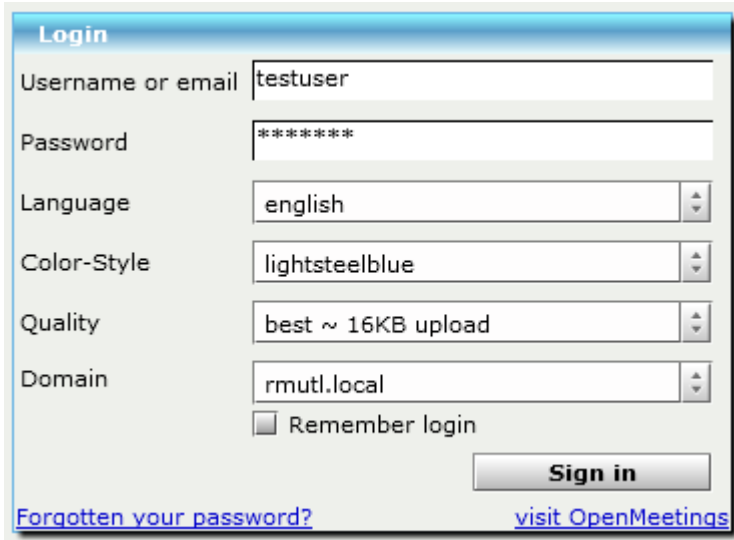 Login
Username or email testuser
Password *******
Language english
Color-Style lightsteelblue
Quality best ~ 16KB upload
Domain rmutl.local
Remember login
Sign in
Forgotten your password? visit OpenMeetings